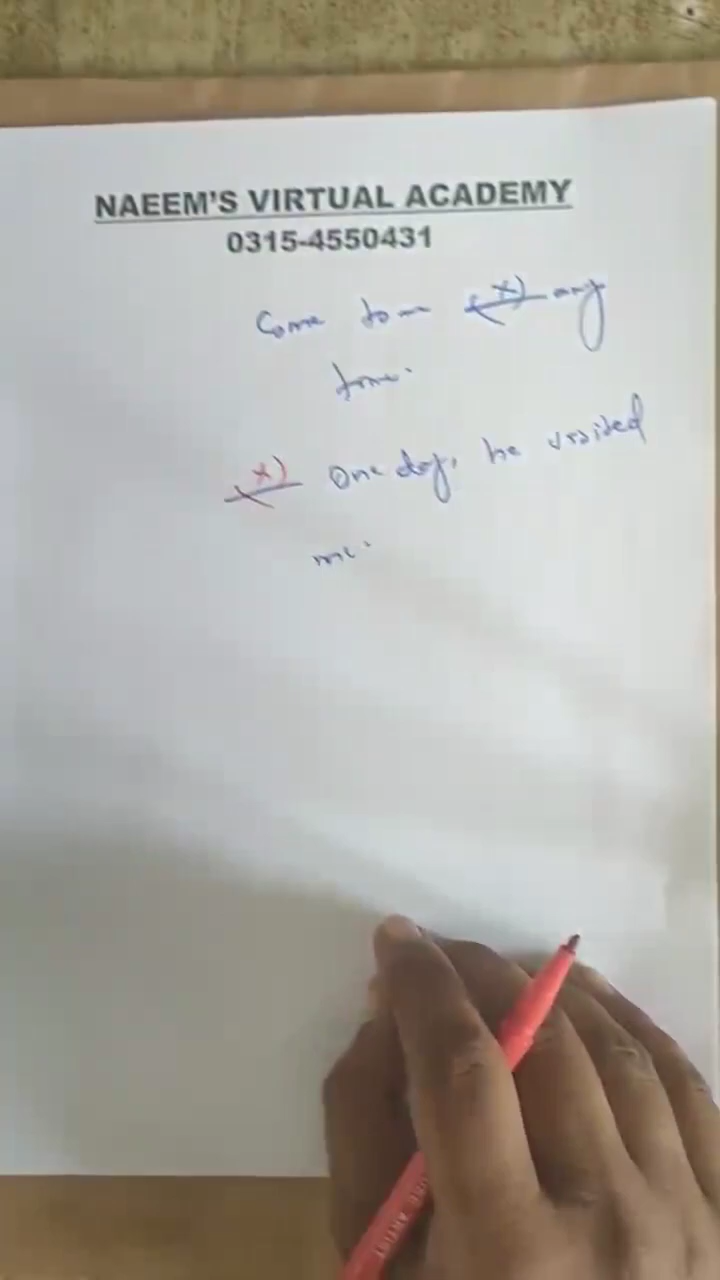 NAEEM'S VIRTUAL ACADEMY
0315-4550431
Come to me (x) any
time.
(x) One day, he visited
me.